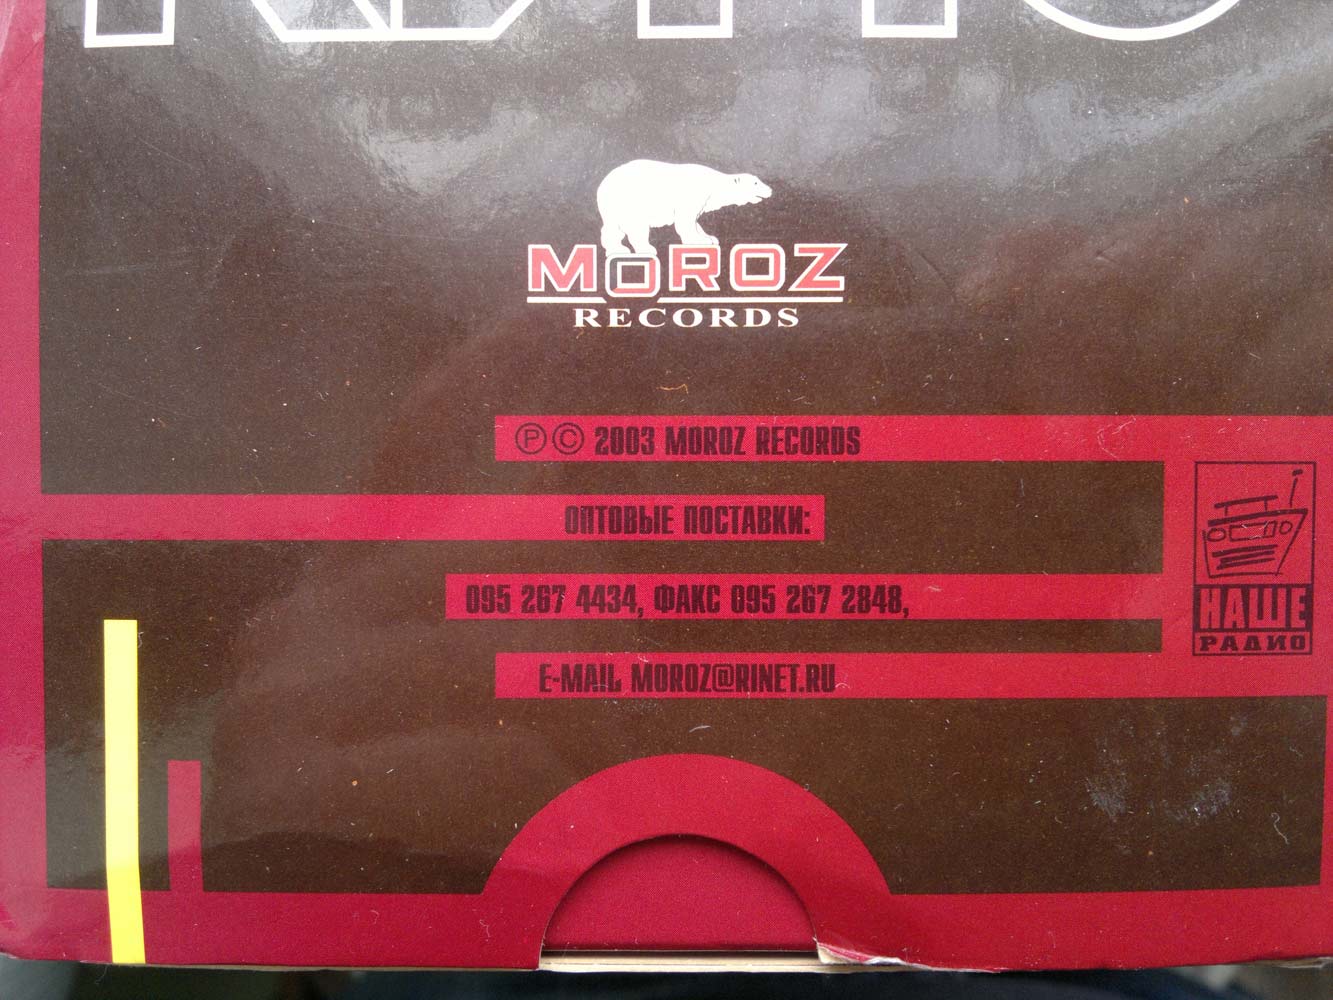 MOROZ
RECORDS
℗ © 2003 MOROZ RECORDS
ОПТОВЫЕ ПОСТАВКИ:
095 267 4434, ФАКС 095 267 2848,
E-MAIL MOROZ@RINET.RU
НАШЕ
РАДИО